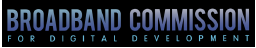 BROADBAND COMMISSION
FOR DIGITAL DEVELOPMENT